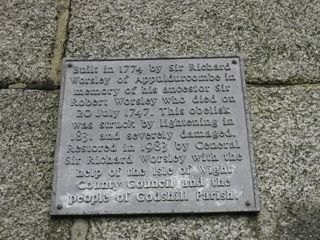 Built in 1774 by Sir Richard
Worsley of Appuldurcombe in
memory of his ancestor Sir
Robert Worsley who died on
20 July 1747. This obelisk
was struck by lightening in
1831 and severely damaged.
Restored in 1983 by General
Sir Richard Worsley with the
help of the Isle of Wight
County Council and the
people of Godshill Parish.